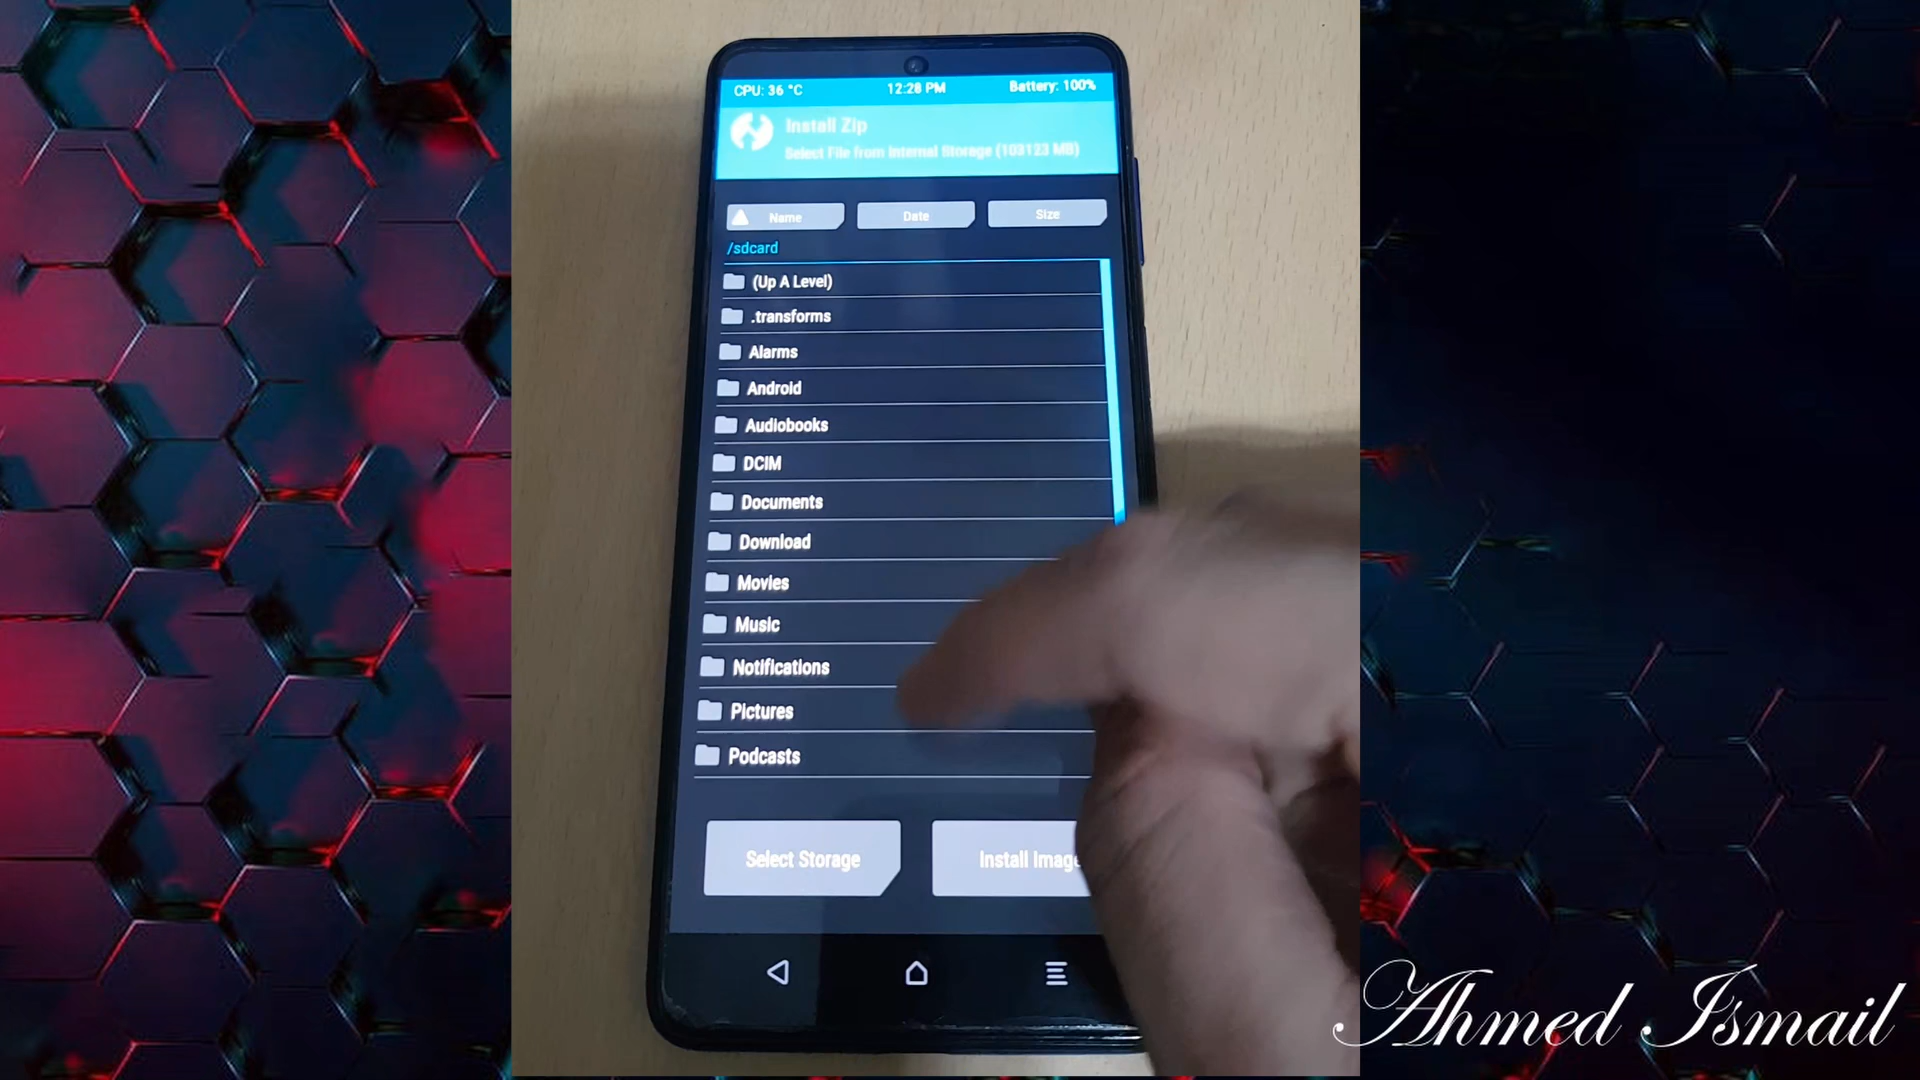 CPU: 36 °C 12:28 PM Battery: 100%
Install Zip
Select File from Internal Storage (103123 MB)
Name Date Size
/sdcard
(Up A Level)
.transforms
Alarms
Android
Audiobooks
DCIM
Documents
Download
Movies
Music
Notifications
Pictures
Podcasts
Select Storage Install Image
Ahmed Ismail